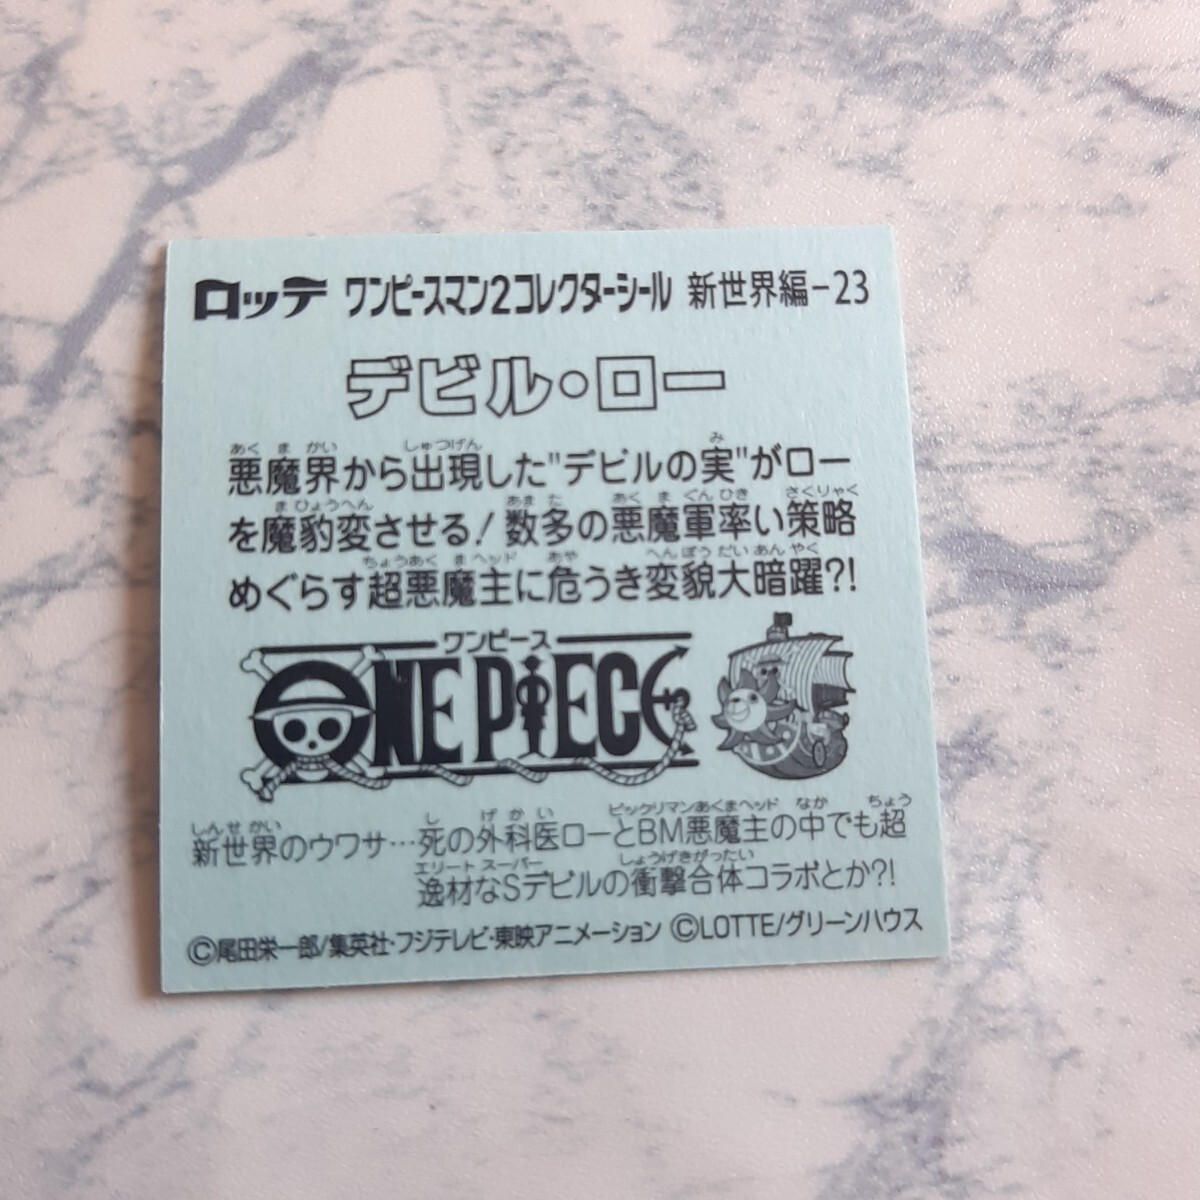 ロッテ ワンピースマン2コレクターシール 新世界編-23
デビル・ロー
あくまかい しゅつげん み
悪魔界から出現した"デビルの実"がロー
まひょうへん あまた あくまぐんひき さくりゃく
を魔豹変させる!数多の悪魔軍率い策略
ちょうあくまヘッド あや へんぼうだいあんやく
めぐらす超悪魔主に危うき変貌大暗躍?!
ワンピース
ONE PIECE
しんせかい し げかい ビックリマンあくまヘッド なか ちょう
新世界のウワサ…死の外科医ローとBM悪魔主の中でも超
エリート スーパー しょうげきがったい
逸材なSデビルの衝撃合体コラボとか?!
©尾田栄一郎/集英社・フジテレビ・東映アニメーション ©LOTTE/グリーンハウス